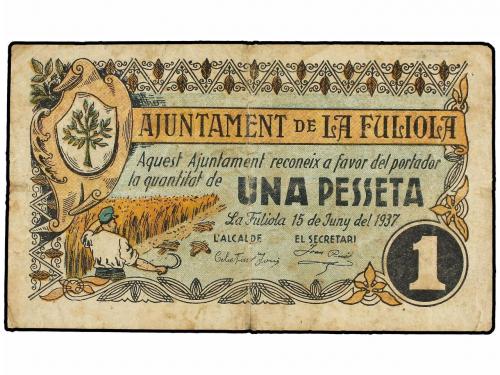 AJUNTAMENT DE LA FULIOLA
Aquest Ajuntament reconeix a favor del portador
la quantitat de UNA PESSETA
La Fuliola 15 de Juny del 1937
L'ALCALDE EL SECRETARI
1